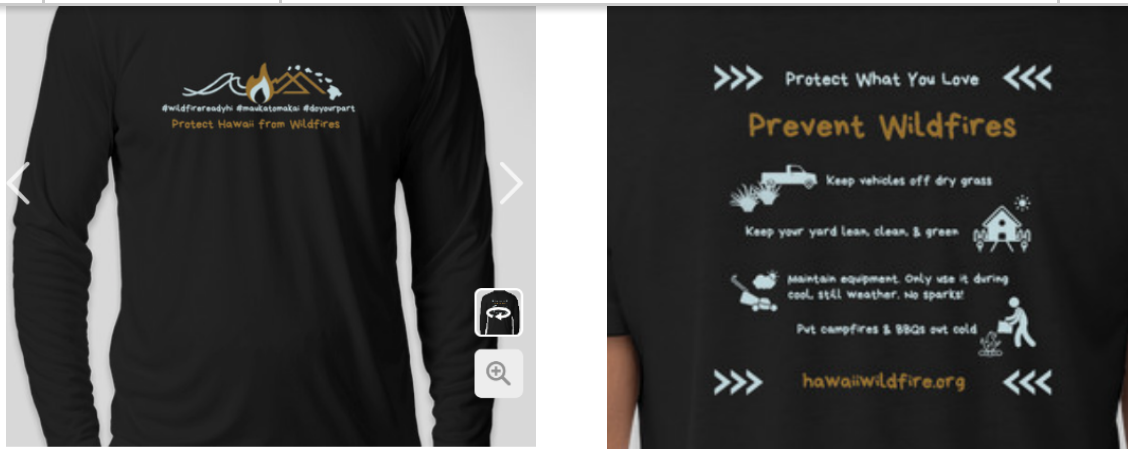 #wildfirereadyhi #maukatomakai #doyourpart
Protect Hawaii from Wildfires
>>> Protect What You Love <<<
Prevent Wildfires
Keep vehicles off dry grass
Keep your yard lean, clean, & green
Maintain equipment. Only use it during
cool, still weather. No sparks!
Put campfires & BBQs out cold
>>> hawaiiwildfire.org <<<